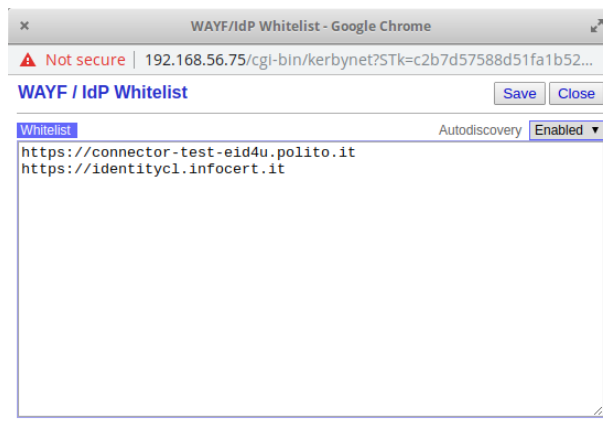 WAYF/IdP Whitelist - Google Chrome
Not secure | 192.168.56.75/cgi-bin/kerbynet?STk=c2b7d57588d51fa1b52...
WAYF / IdP Whitelist Save Close
Whitelist Autodiscovery Enabled
https://connector-test-eid4u.polito.it
https://identitycl.infocert.it